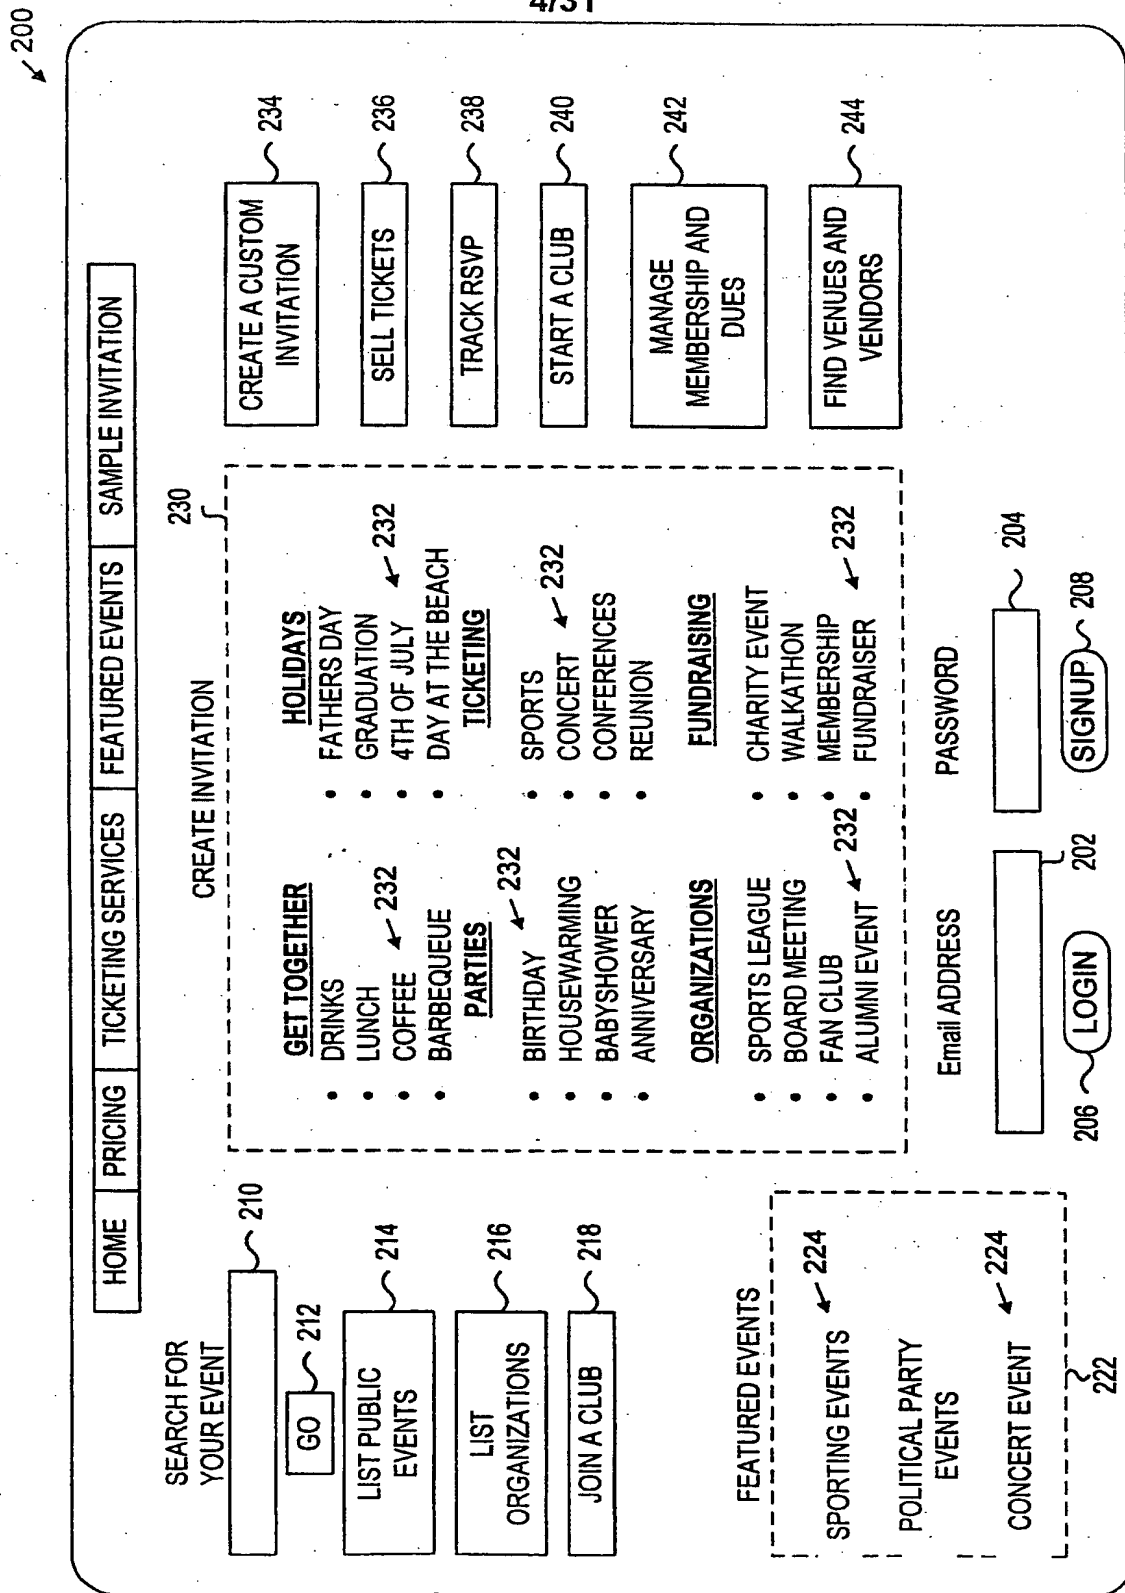 4/31
200
HOME PRICING TICKETING SERVICES FEATURED EVENTS SAMPLE INVITATION
SEARCH FOR
YOUR EVENT
210
GO 212
LIST PUBLIC
EVENTS
214
LIST
ORGANIZATIONS
216
JOIN A CLUB 218
FEATURED EVENTS
SPORTING EVENTS 224
POLITICAL PARTY
EVENTS
CONCERT EVENT 224
222
CREATE INVITATION
230
GET TOGETHER
• DRINKS
• LUNCH
• COFFEE 232
• BARBEQUEUE
PARTIES
• BIRTHDAY 232
• HOUSEWARMING
• BABYSHOWER
• ANNIVERSARY
ORGANIZATIONS
• SPORTS LEAGUE
• BOARD MEETING
• FAN CLUB
• ALUMNI EVENT 232
HOLIDAYS
• FATHERS DAY
• GRADUATION
• 4TH OF JULY 232
• DAY AT THE BEACH
TICKETING
• SPORTS
• CONCERT 232
• CONFERENCES
• REUNION
FUNDRAISING
• CHARITY EVENT
• WALKATHON
• MEMBERSHIP
• FUNDRAISER 232
Email ADDRESS
202
206 LOGIN
PASSWORD
204
SIGNUP 208
CREATE A CUSTOM
INVITATION
234
SELL TICKETS 236
TRACK RSVP 238
START A CLUB 240
MANAGE
MEMBERSHIP AND
DUES
242
FIND VENUES AND
VENDORS
244